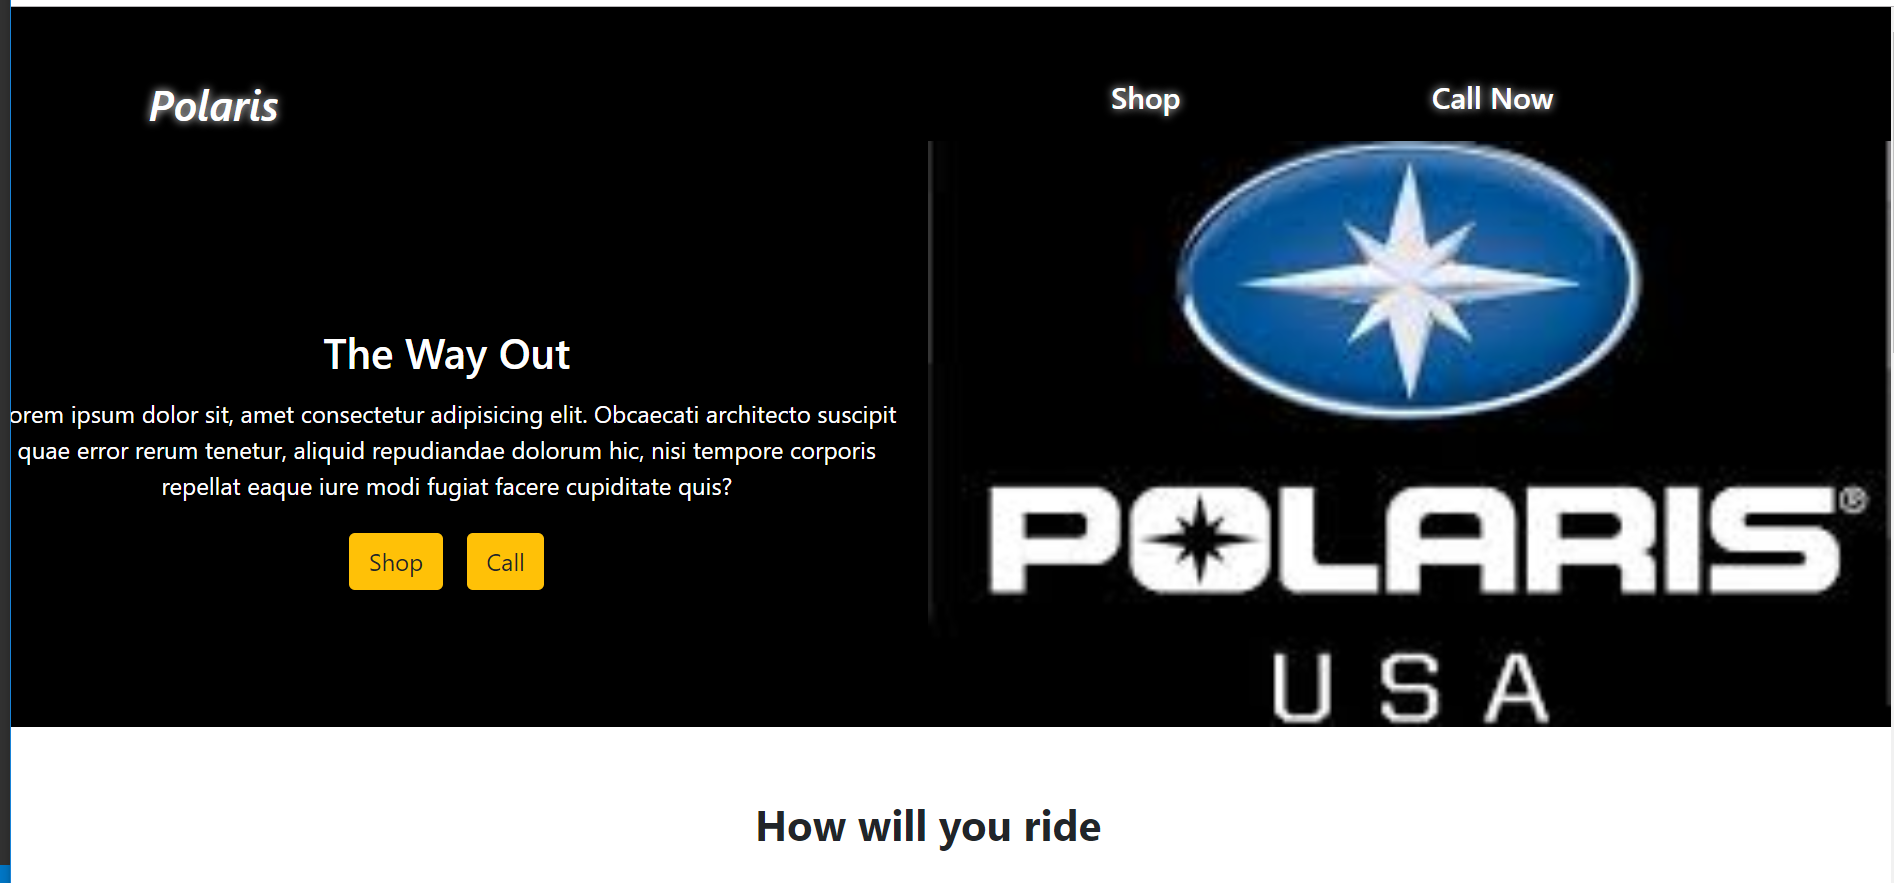 Polaris
Shop
Call Now
The Way Out
orem ipsum dolor sit, amet consectetur adipisicing elit. Obcaecati architecto suscipit
quae error rerum tenetur, aliquid repudiandae dolorum hic, nisi tempore corporis
repellat eaque iure modi fugiat facere cupiditate quis?
Shop
Call
POLARIS®
USA
How will you ride